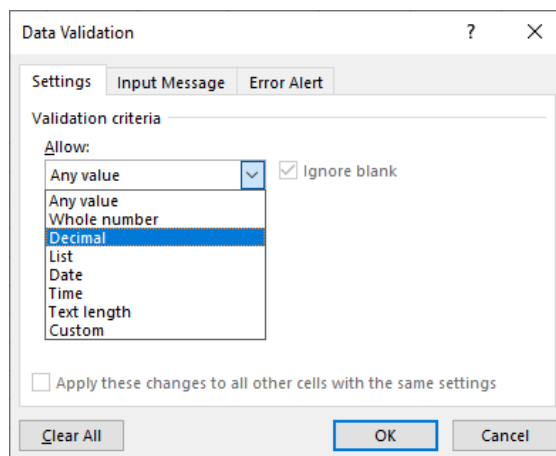 Data Validation ?
Settings Input Message Error Alert
Validation criteria
Allow:
Any value Ignore blank
Any value
Whole number
Decimal
List
Date
Time
Text length
Custom
Apply these changes to all other cells with the same settings
Clear All OK Cancel